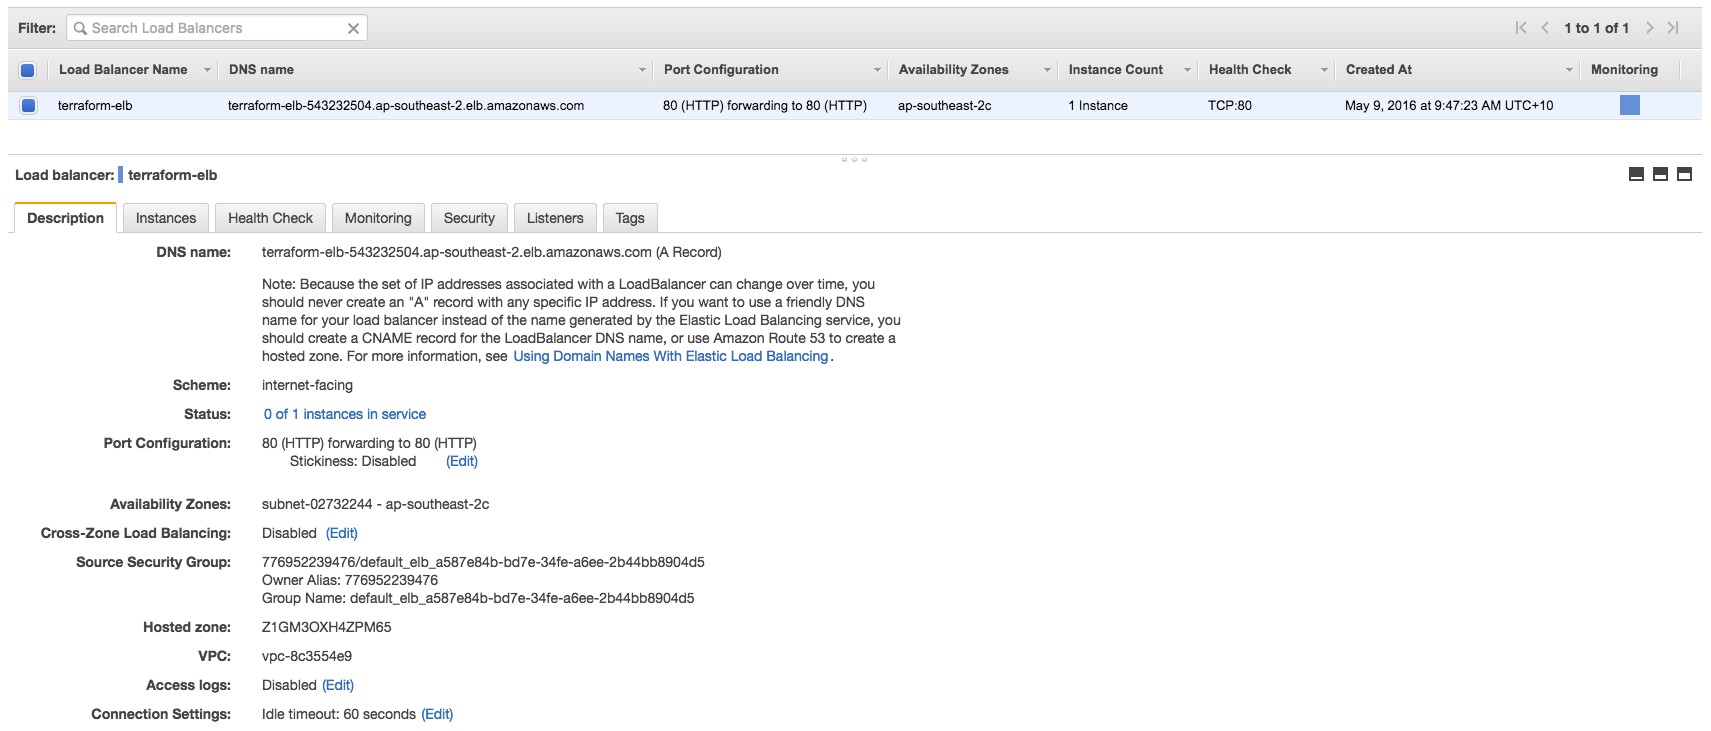 Filter: Search Load Balancers 1 to 1 of 1
Load Balancer Name DNS name Port Configuration Availability Zones Instance Count Health Check Created At Monitoring
terraform-elb terraform-elb-543232504.ap-southeast-2.elb.amazonaws.com 80 (HTTP) forwarding to 80 (HTTP) ap-southeast-2c 1 Instance TCP:80 May 9, 2016 at 9:47:23 AM UTC+10
Load balancer: terraform-elb
Description Instances Health Check Monitoring Security Listeners Tags
DNS name: terraform-elb-543232504.ap-southeast-2.elb.amazonaws.com (A Record)
Note: Because the set of IP addresses associated with a LoadBalancer can change over time, you
should never create an "A" record with any specific IP address. If you want to use a friendly DNS
name for your load balancer instead of the name generated by the Elastic Load Balancing service, you
should create a CNAME record for the LoadBalancer DNS name, or use Amazon Route 53 to create a
hosted zone. For more information, see Using Domain Names With Elastic Load Balancing.
Scheme: internet-facing
Status: 0 of 1 instances in service
Port Configuration: 80 (HTTP) forwarding to 80 (HTTP)
Stickiness: Disabled (Edit)
Availability Zones: subnet-02732244 - ap-southeast-2c
Cross-Zone Load Balancing: Disabled (Edit)
Source Security Group: 776952239476/default_elb_a587e84b-bd7e-34fe-a6ee-2b44bb8904d5
Owner Alias: 776952239476
Group Name: default_elb_a587e84b-bd7e-34fe-a6ee-2b44bb8904d5
Hosted zone: Z1GM3OXH4ZPM65
VPC: vpc-8c3554e9
Access logs: Disabled (Edit)
Connection Settings: Idle timeout: 60 seconds (Edit)